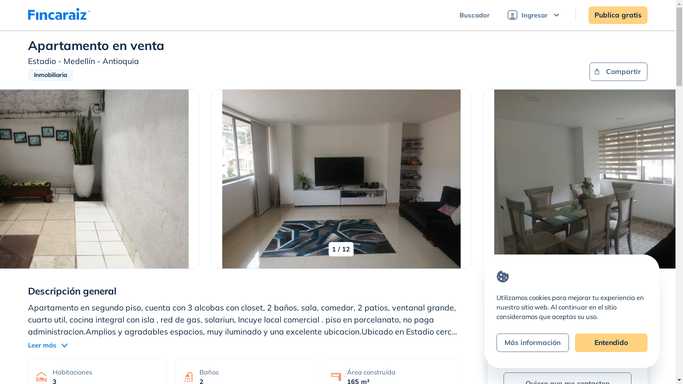 Fincaraiz
Buscador
Ingresar
Publica gratis
Apartamento en venta
Estadio - Medellín - Antioquia
Inmobiliaria
Compartir
1 / 12
Descripción general
Apartamento en segundo piso, cuenta con 3 alcobas con closet, 2 baños, sala, comedar, 2 patios, ventanal grande,
cuarto util, cocina integral con isla , red de gas, solariun. Incuye local comercial . piso en porcelanato, no paga
administracion.Amplios y agradables espacios, muy iluminado y una excelente ubicacion.Ubicado en Estadio cerc...
Leer más
Habitaciones
3
Baños
2
Área construida
165 m²
Utilizamos cookies para mejorar tu experiencia en
nuestro sitio web. Al continuar en el sitio
consideramos que aceptas su uso.
Más información
Entendido
Quiero que me contacten